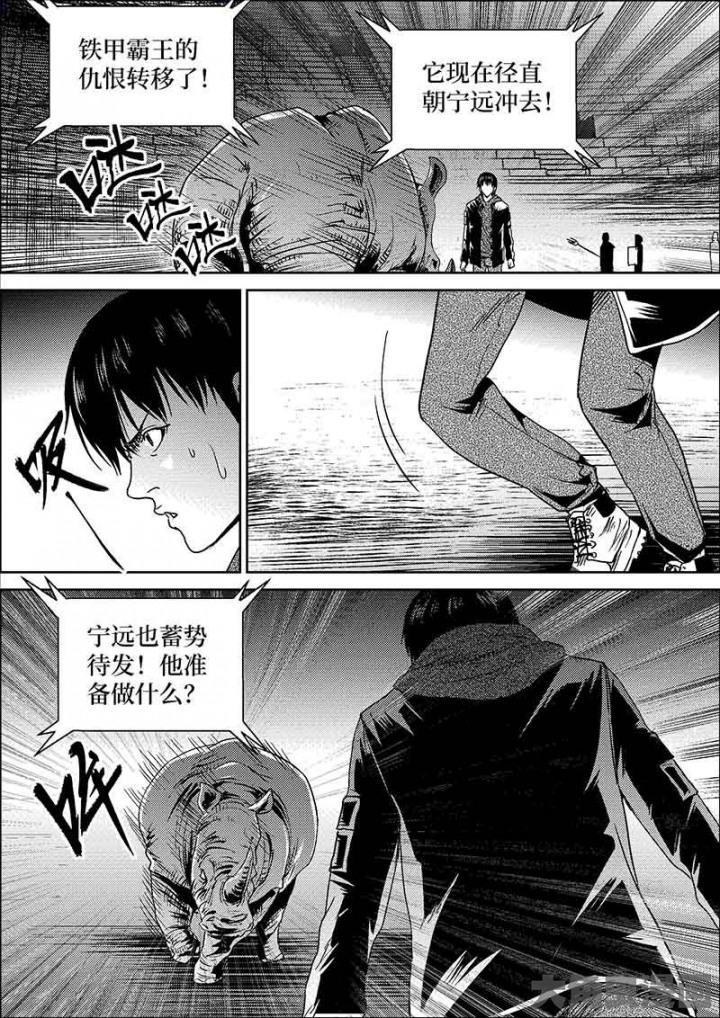 铁甲霸王的
仇恨转移了！
它现在径直
朝宁远冲去！
哒
哒
哒
吸
宁远也蓄势
待发！他准
备做什么？